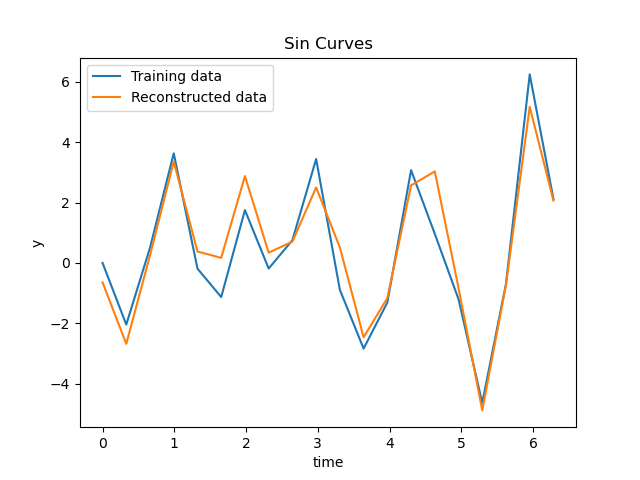 Sin Curves
Training data
Reconstructed data
6
4
2
0
−2
−4
y
0 1 2 3 4 5 6
time